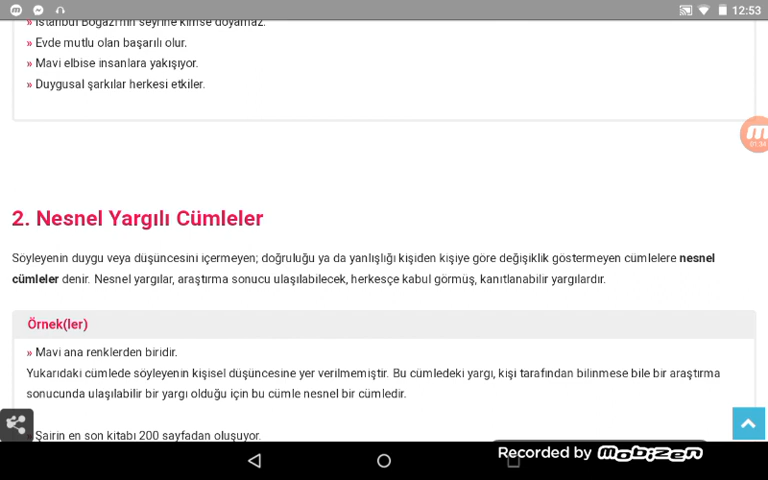 12:53
» İstanbul Boğazı'nın seyrine kimse doyamaz.
» Evde mutlu olan başarılı olur.
» Mavi elbise insanlara yakışıyor.
» Duygusal şarkılar herkesi etkiler.
01:34
2. Nesnel Yargılı Cümleler
Söyleyenin duygu veya düşüncesini içermeyen; doğruluğu ya da yanlışlığı kişiden kişiye göre değişiklik göstermeyen cümlelere nesnel
cümleler denir. Nesnel yargılar, araştırma sonucu ulaşılabilecek, herkesçe kabul görmüş, kanıtlanabilir yargılardır.
Örnek(ler)
» Mavi ana renklerden biridir.
Yukarıdaki cümlede söyleyenin kişisel düşüncesine yer verilmemiştir. Bu cümledeki yargı, kişi tarafından bilinmese bile bir araştırma
sonucunda ulaşılabilir bir yargı olduğu için bu cümle nesnel bir cümledir.
» Şairin en son kitabı 200 sayfadan oluşuyor.
Recorded by mobizen